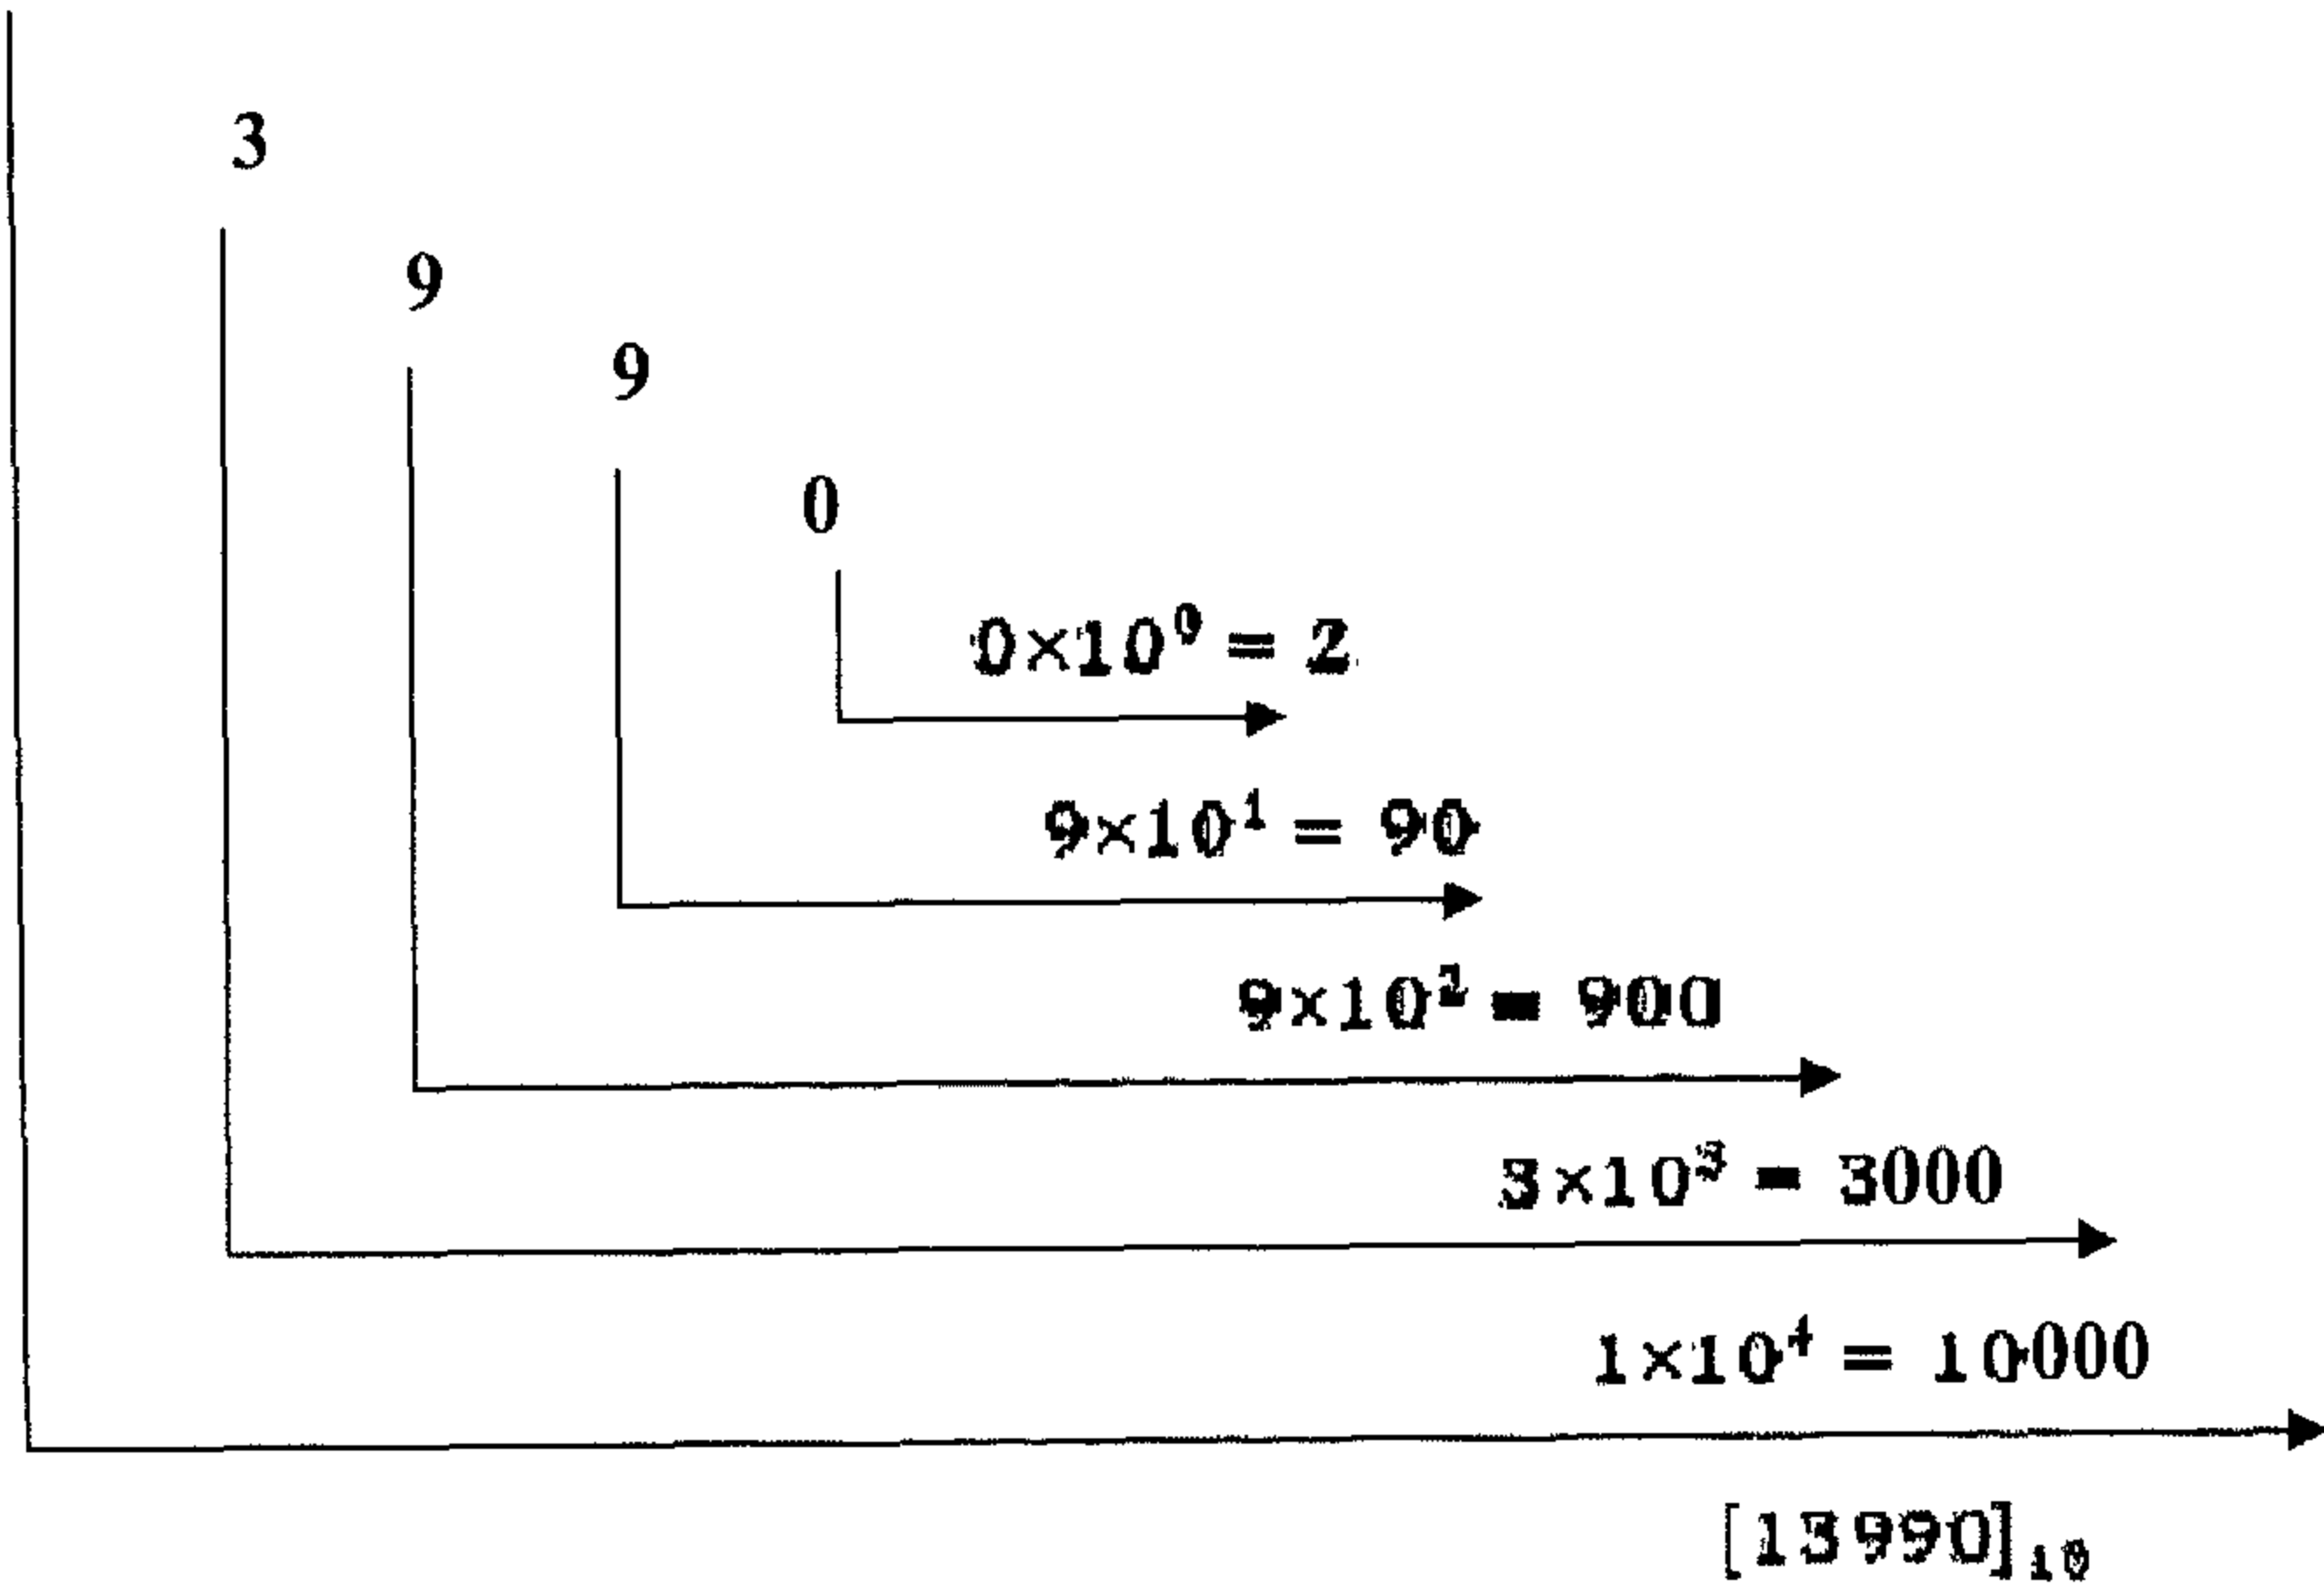 3
9
9
0
0×10⁰ = 2
9×10¹ = 90
9×10² = 900
3×10³ = 3000
1×10⁴ = 10000
[13990]₁₀